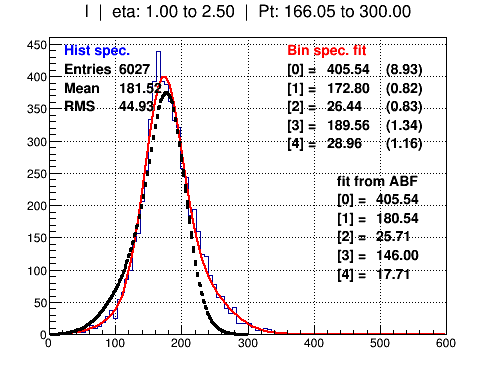 I | eta: 1.00 to 2.50 | Pt: 166.05 to 300.00
Hist spec.
Entries 6027
Mean 181.52
RMS 44.93
Bin spec. fit
[0] = 405.54 (8.93)
[1] = 172.80 (0.82)
[2] = 26.44 (0.83)
[3] = 189.56 (1.34)
[4] = 28.96 (1.16)
fit from ABF
[0] = 405.54
[1] = 180.54
[2] = 25.71
[3] = 146.00
[4] = 17.71
450
400
350
300
250
200
150
100
50
0
0 100 200 300 400 500 600